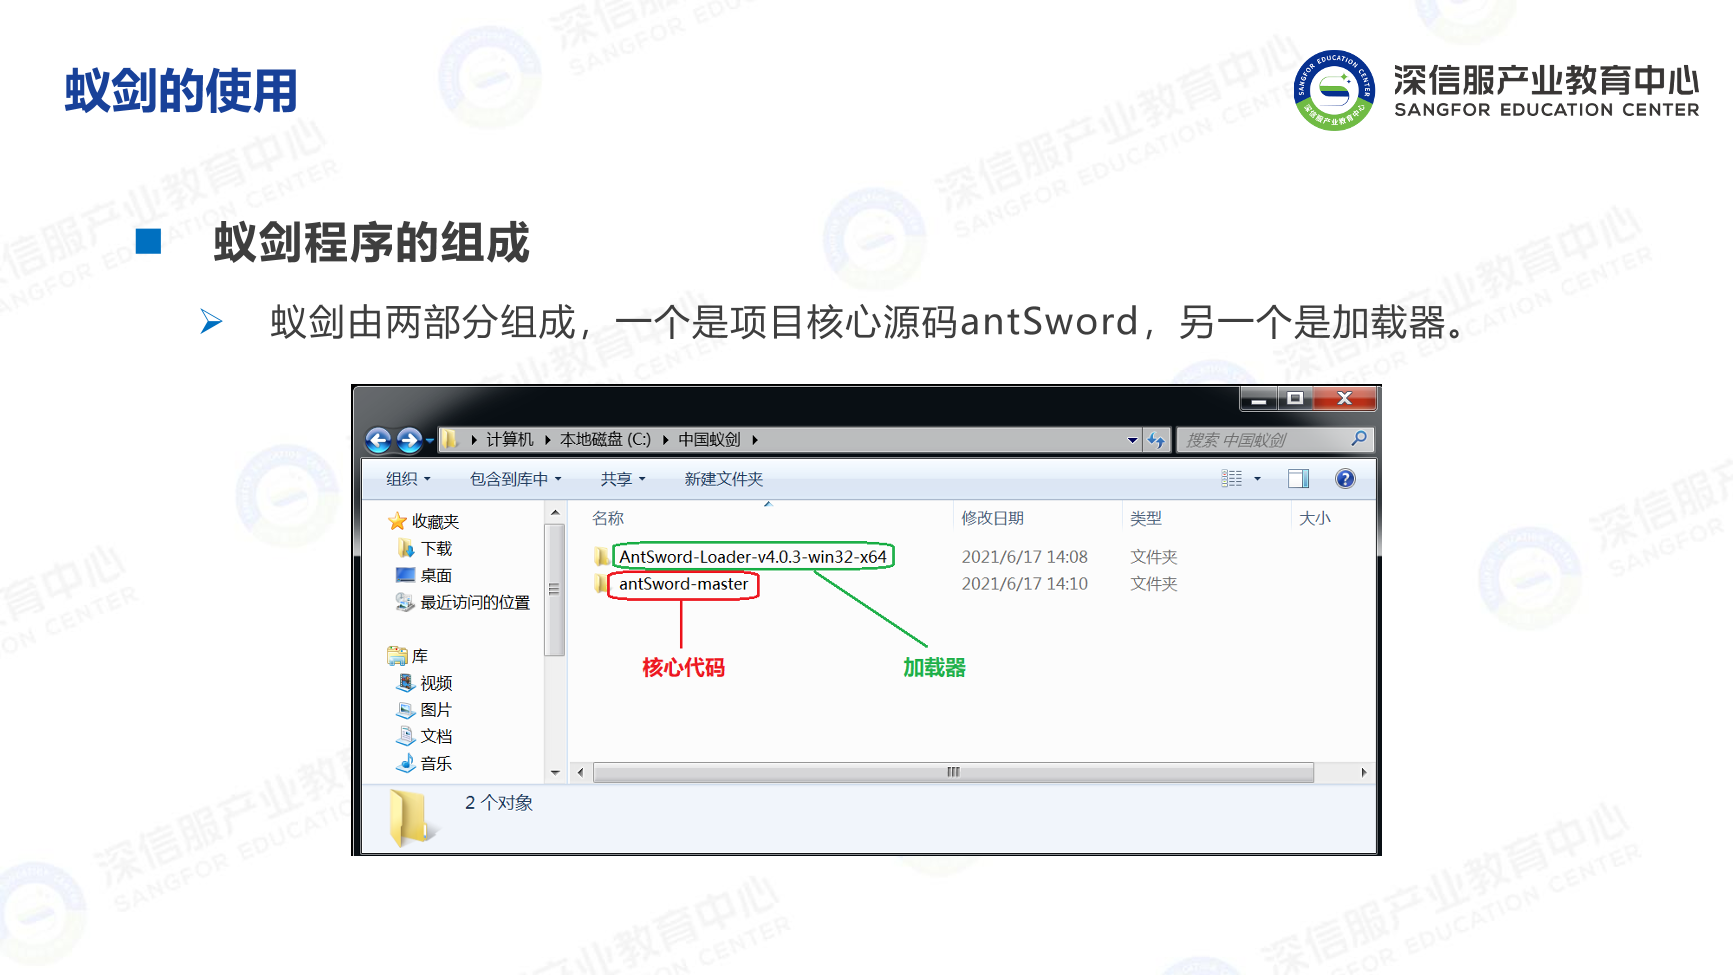 蚁剑的使用
深信服产业教育中心
SANGFOR EDUCATION CENTER
蚁剑程序的组成
蚁剑由两部分组成，一个是项目核心源码antSword，另一个是加载器。
计算机 本地磁盘 (C:) 中国蚁剑
搜索 中国蚁剑
组织 包含到库中 共享 新建文件夹
名称 修改日期 类型 大小
收藏夹
下载
桌面
最近访问的位置
库
视频
图片
文档
音乐
AntSword-Loader-v4.0.3-win32-x64 2021/6/17 14:08 文件夹
antSword-master 2021/6/17 14:10 文件夹
核心代码 加载器
2 个对象